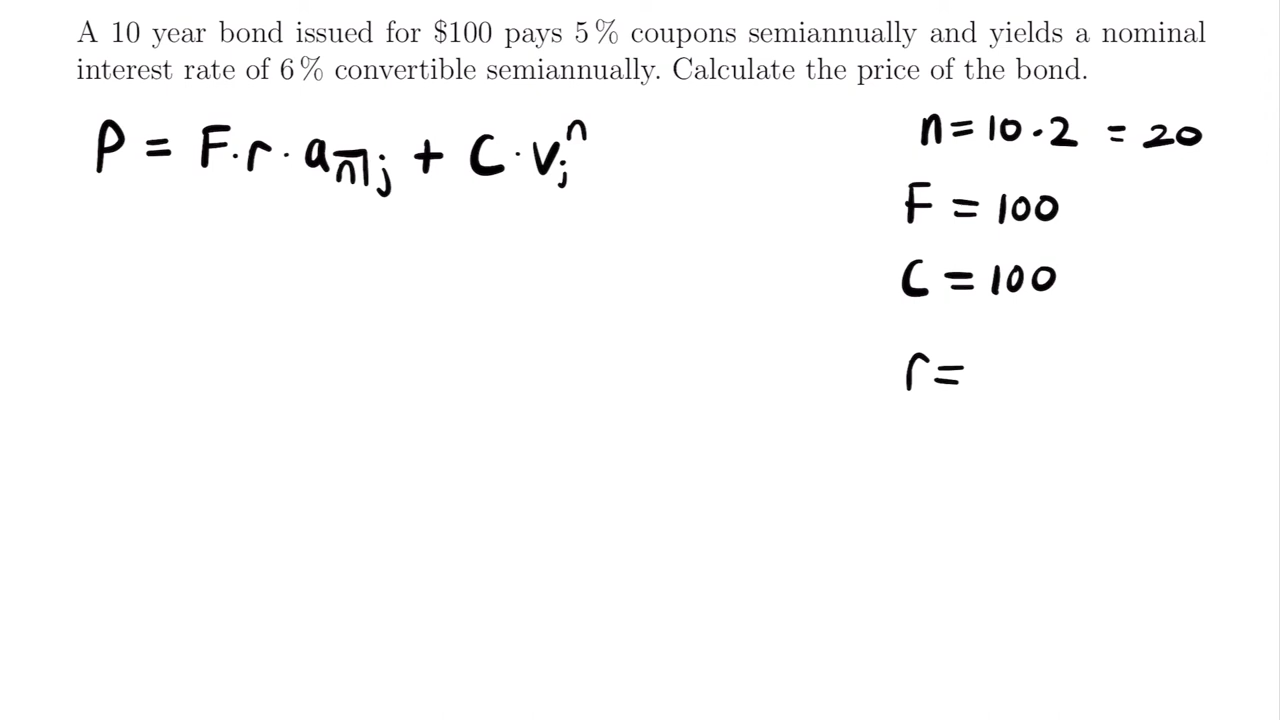 A 10 year bond issued for $100 pays 5 % coupons semiannually and yields a nominal
interest rate of 6 % convertible semiannually. Calculate the price of the bond.
P = F·r·a_{n̅|j} + C·v_j^n
n = 10·2 = 20
F = 100
C = 100
r =